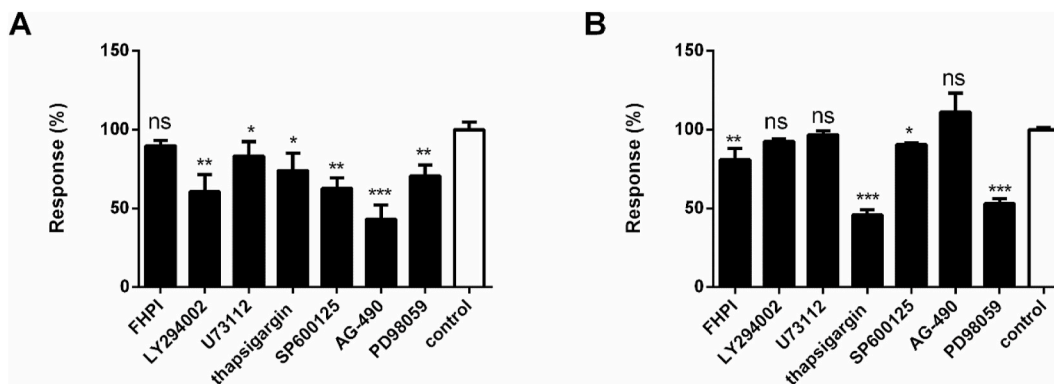 A
Response (%)
150
100
50
0
ns
**
*
*
**
***
**
FHPI
LY294002
U73112
thapsigargin
SP600125
AG-490
PD98059
control
B
Response (%)
150
100
50
0
**
ns
ns
***
*
ns
***
FHPI
LY294002
U73112
thapsigargin
SP600125
AG-490
PD98059
control